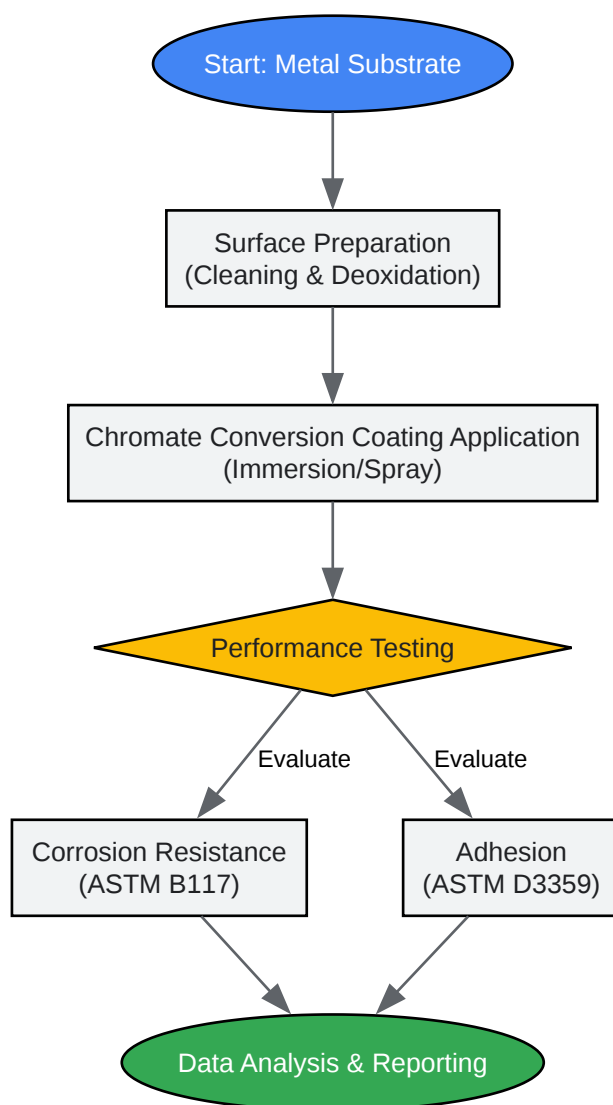 Start: Metal Substrate
Surface Preparation
(Cleaning & Deoxidation)
Chromate Conversion Coating Application
(Immersion/Spray)
Performance Testing
Evaluate
Evaluate
Corrosion Resistance
(ASTM B117)
Adhesion
(ASTM D3359)
Data Analysis & Reporting